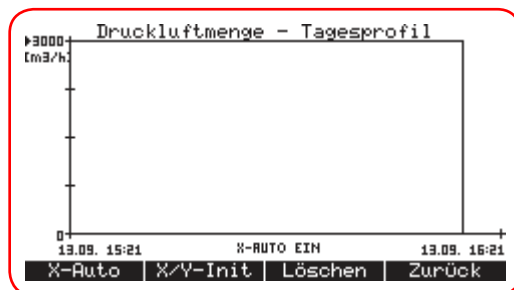 Druckluftmenge - Tagesprofil
▸3000
[m3/h]
0
13.09. 15:21 X-AUTO EIN 13.09. 16:21
X-Auto X/Y-Init Löschen Zurück